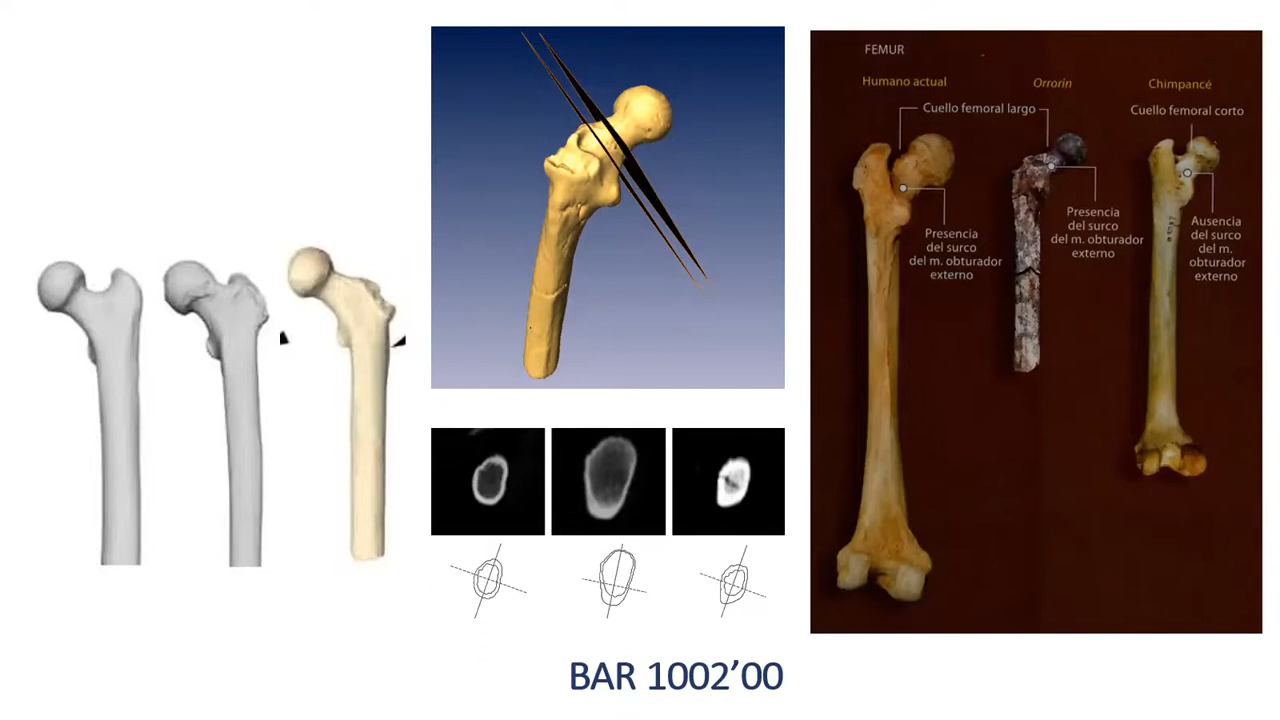 FEMUR
Humano actual
Orrorin
Chimpancé
Cuello femoral largo
Cuello femoral corto
Presencia
del surco
del m. obturador
externo
Presencia
del surco
del m. obturador
externo
Ausencia
del surco
del m.
obturador
externo
BAR 1002’00